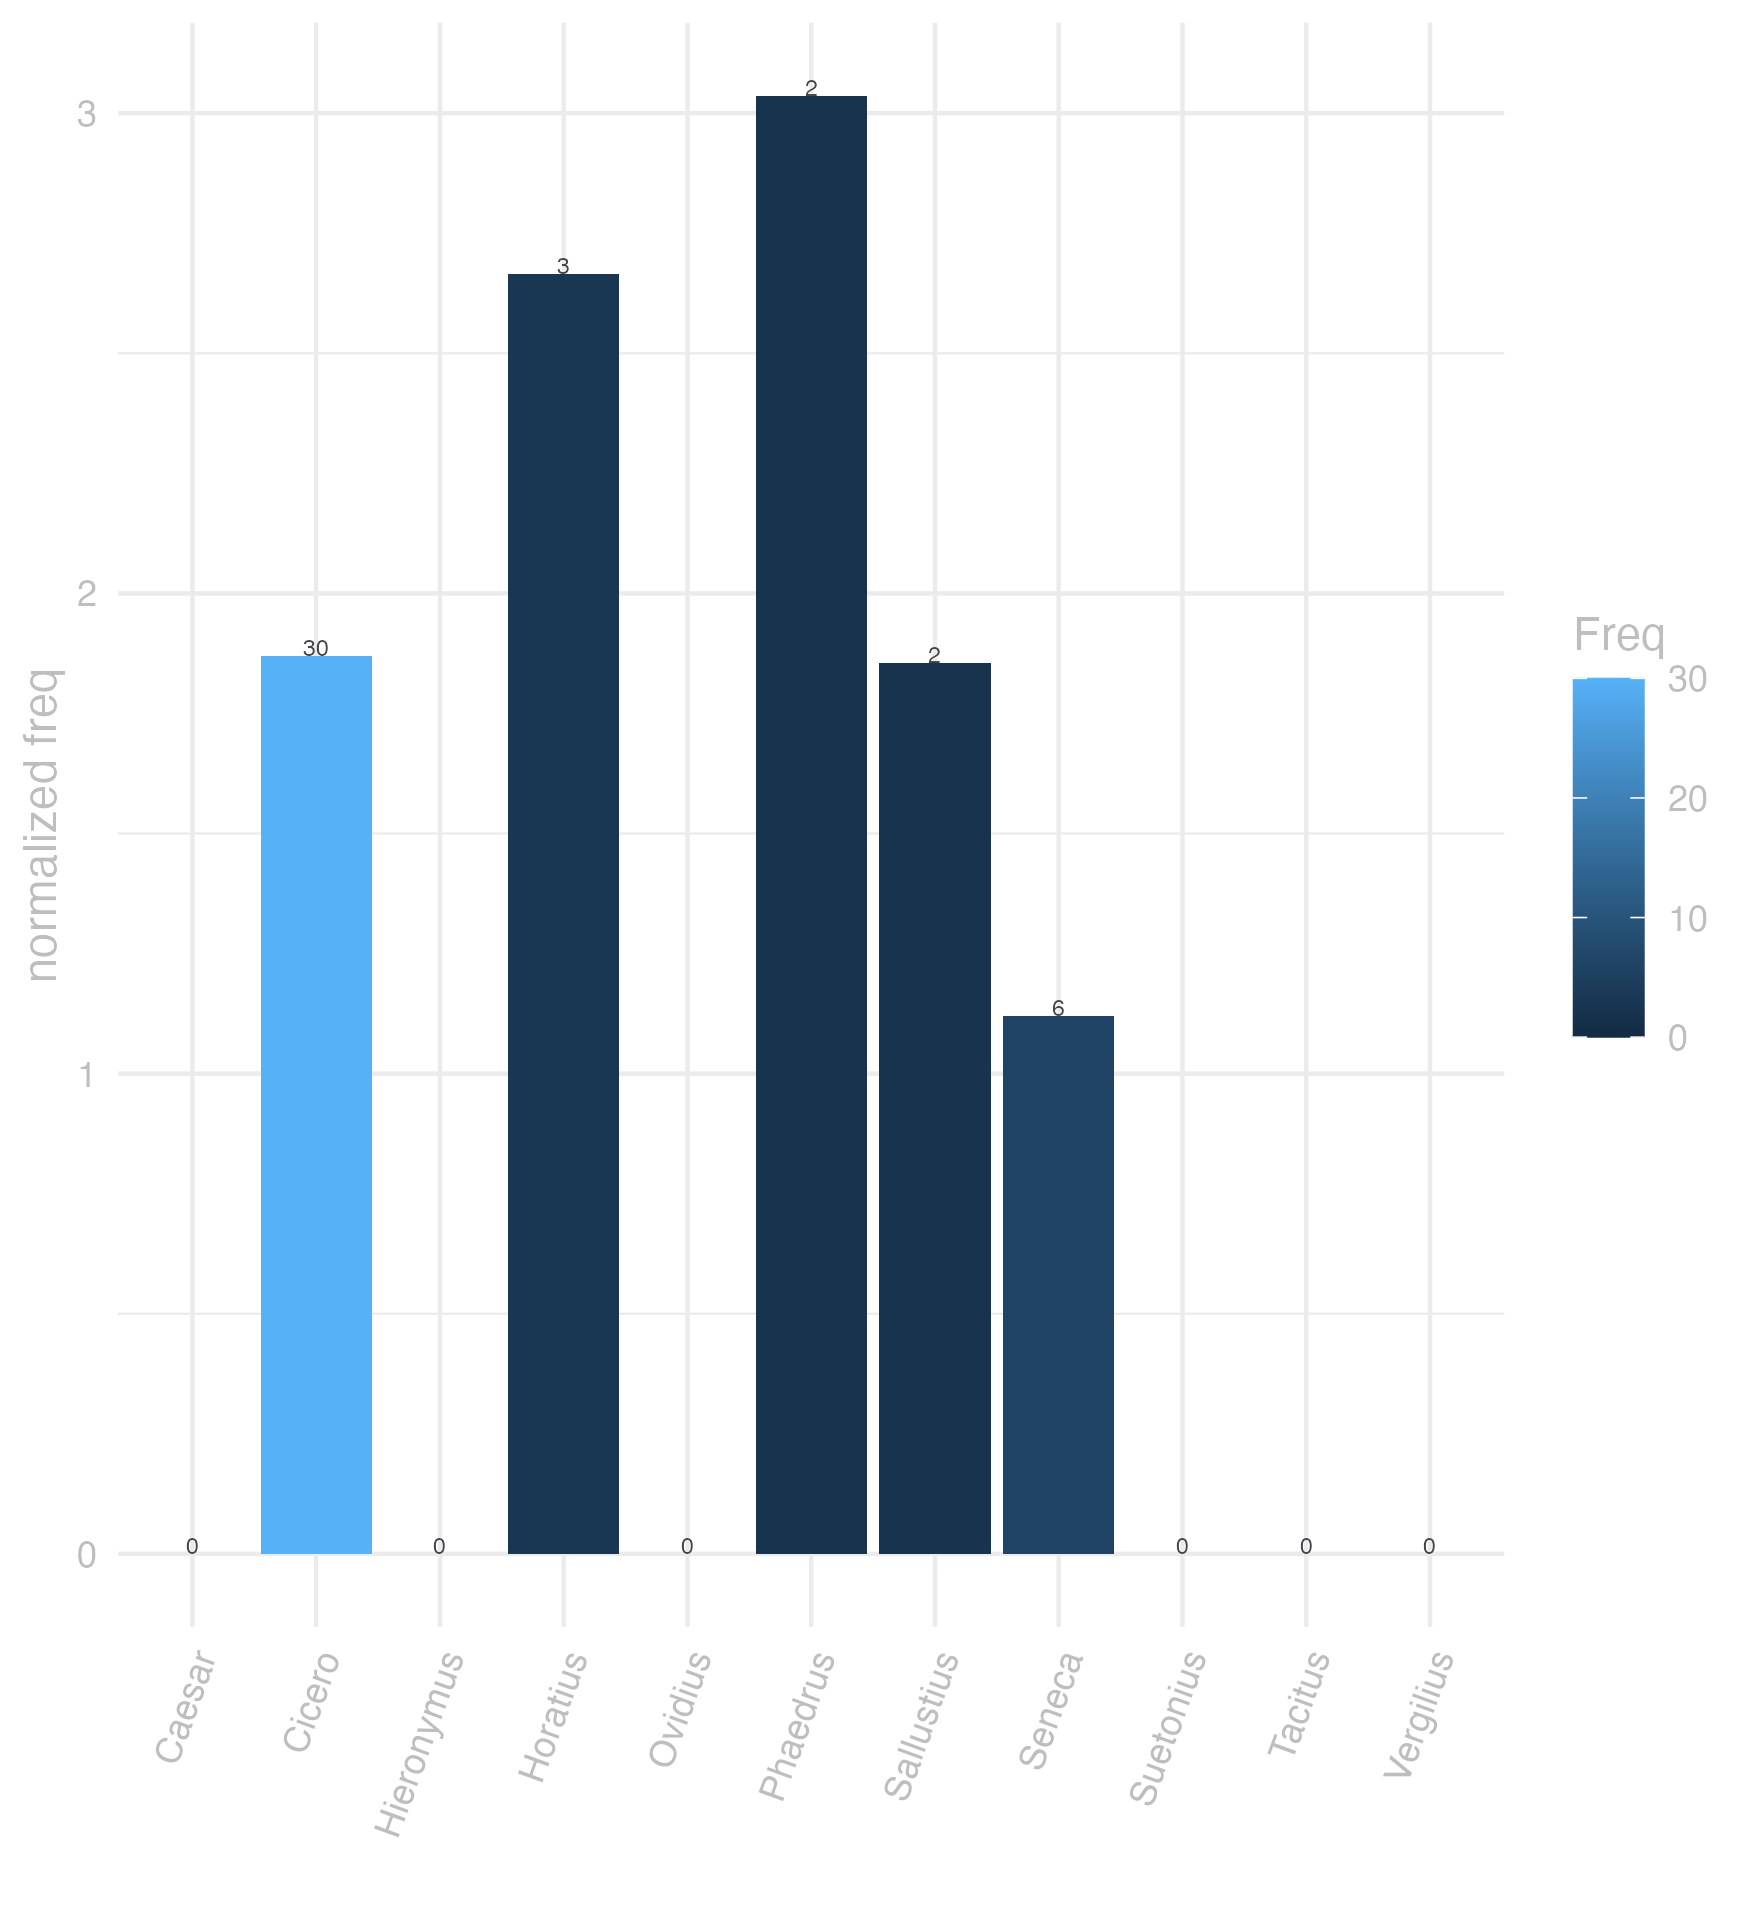 normalized freq
3
2
1
0
0
30
0
3
0
2
2
6
0
0
0
Caesar
Cicero
Hieronymus
Horatius
Ovidius
Phaedrus
Sallustius
Seneca
Suetonius
Tacitus
Vergilius
Freq
30
20
10
0